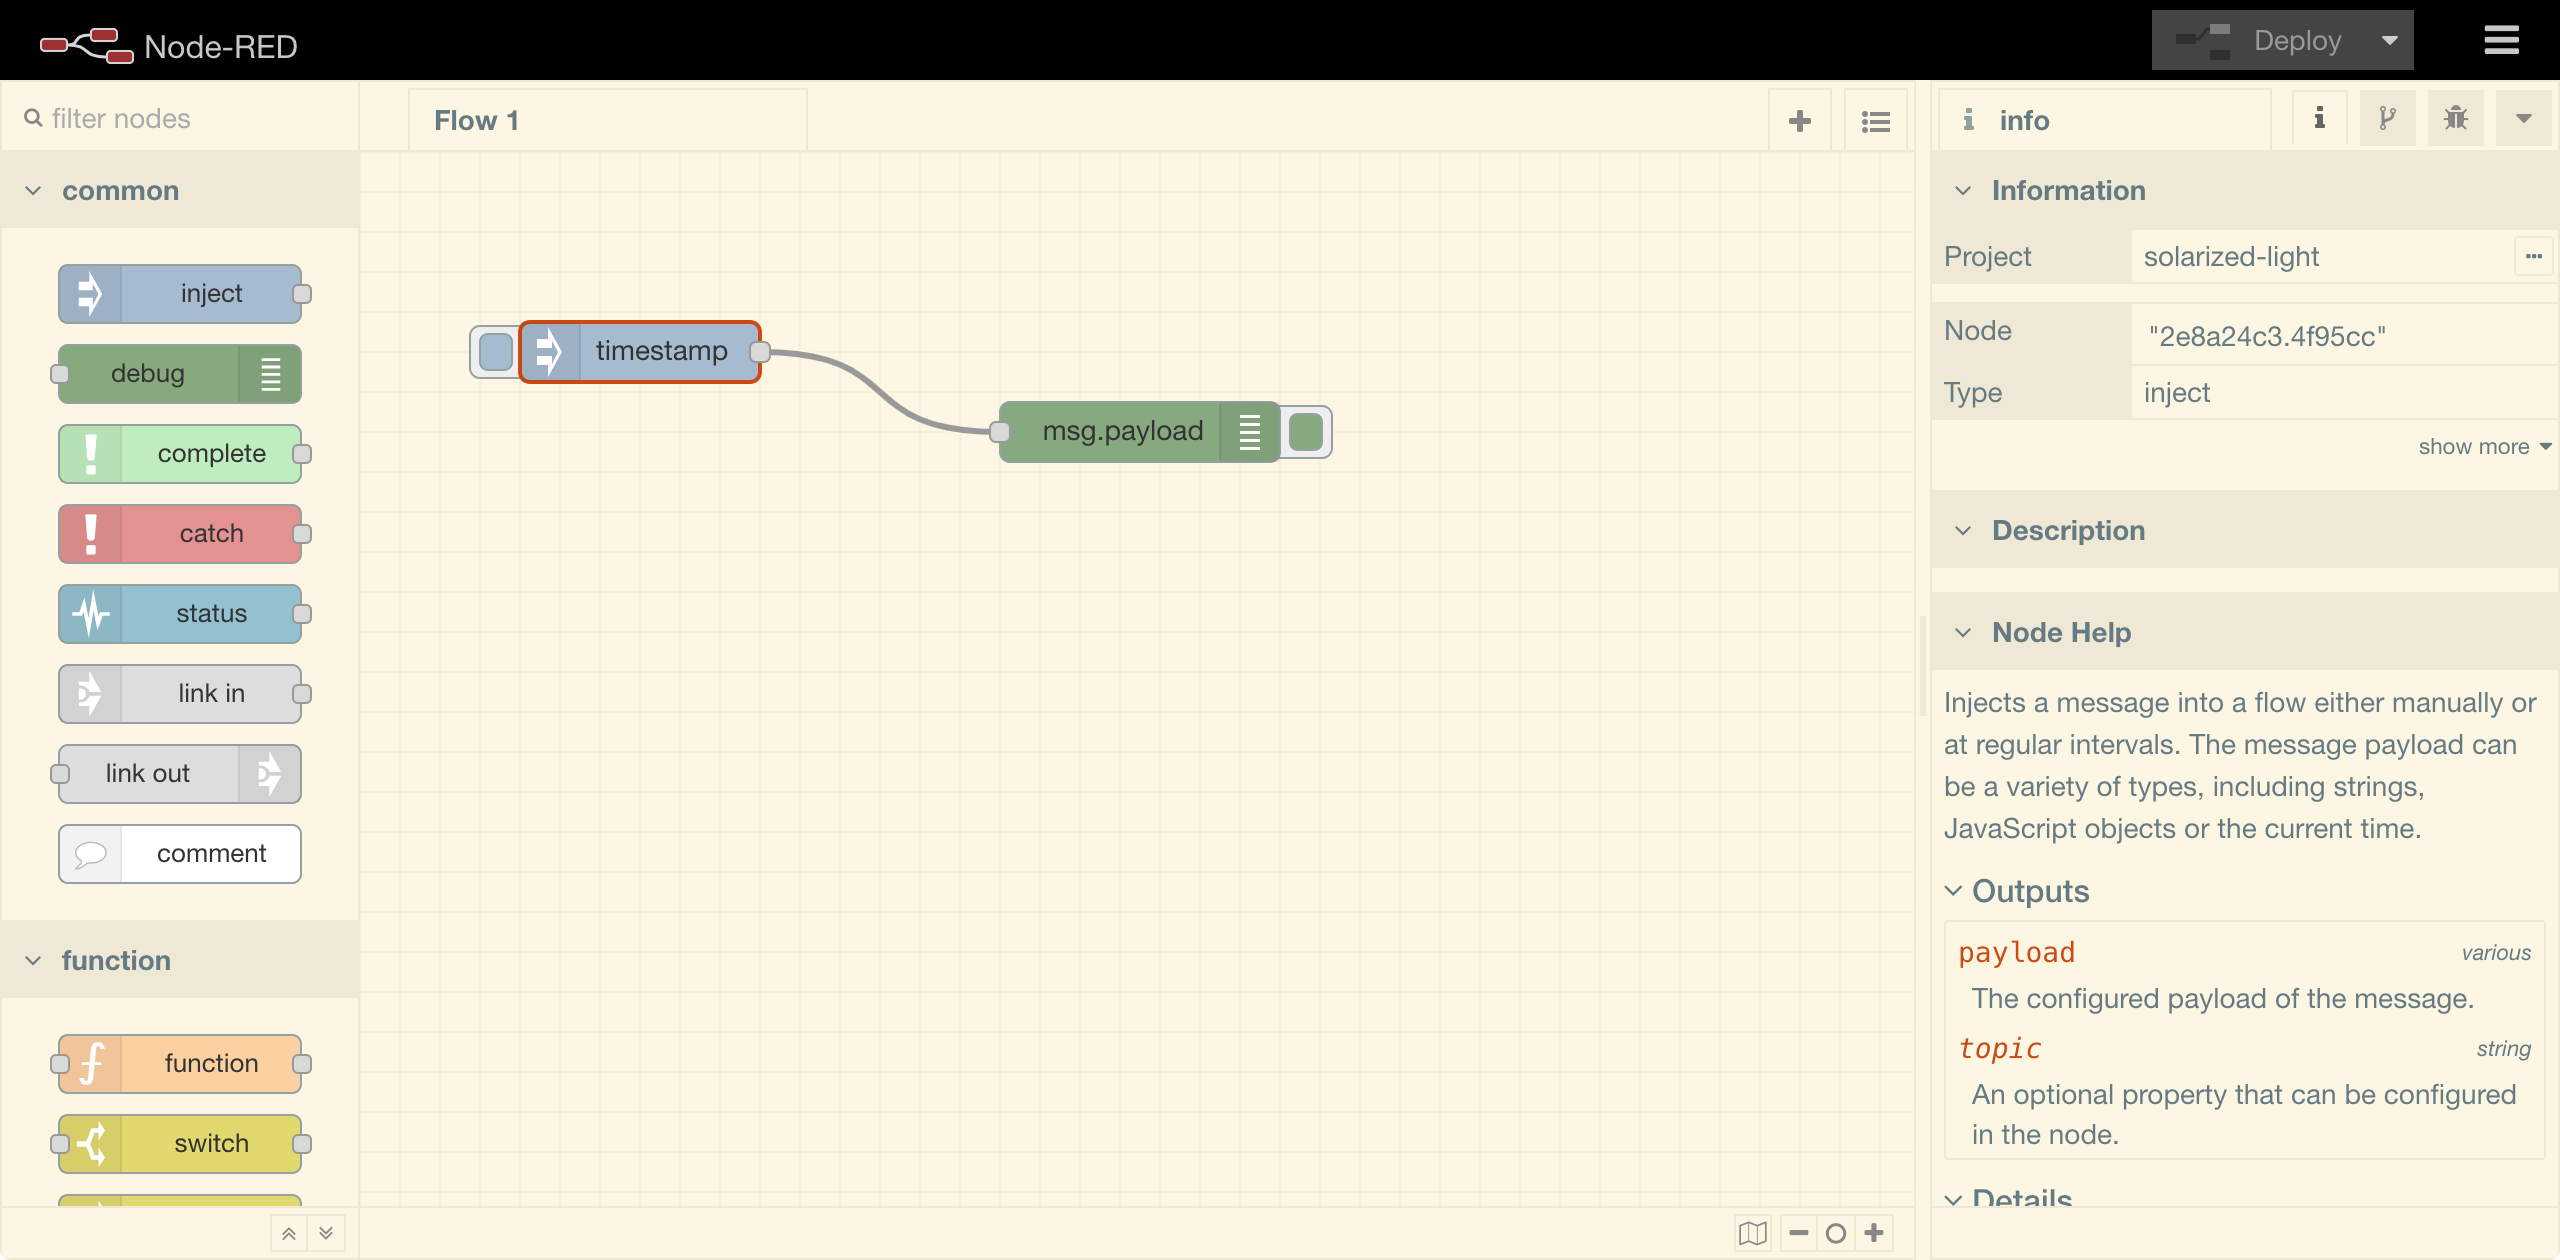 Node-RED
Deploy
filter nodes
common
inject
debug
complete
catch
status
link in
link out
comment
function
function
switch
Flow 1
timestamp
msg.payload
info
Information
Project solarized-light
Node "2e8a24c3.4f95cc"
Type inject
show more
Description
Node Help
Injects a message into a flow either manually or
at regular intervals. The message payload can
be a variety of types, including strings,
JavaScript objects or the current time.
Outputs
payload various
The configured payload of the message.
topic string
An optional property that can be configured
in the node.
Details